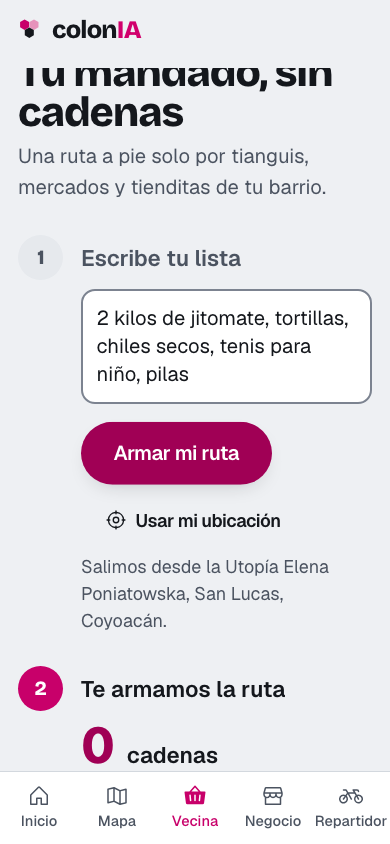 colonIA
Tu mandado, sin
cadenas
Una ruta a pie solo por tianguis,
mercados y tienditas de tu barrio.
1
Escribe tu lista
2 kilos de jitomate, tortillas,
chiles secos, tenis para
niño, pilas
Armar mi ruta
Usar mi ubicación
Salimos desde la Utopía Elena
Poniatowska, San Lucas,
Coyoacán.
2
Te armamos la ruta
0 cadenas
Inicio
Mapa
Vecina
Negocio
Repartidor